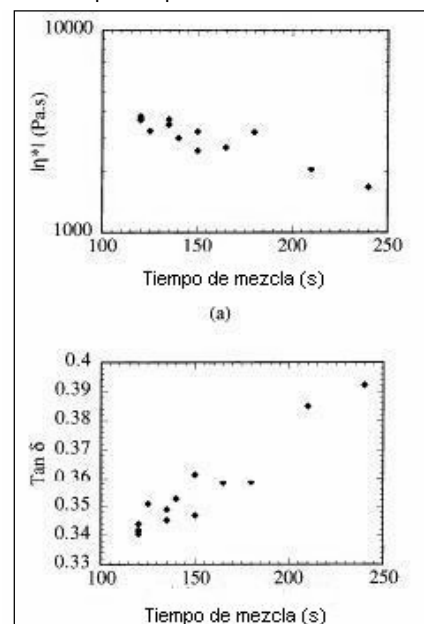 10000
|η*| (Pa.s)
1000
100 150 200 250
Tiempo de mezcla (s)
(a)
0.4
0.39
0.38
0.37
Tan δ
0.36
0.35
0.34
0.33
100 150 200 250
Tiempo de mezcla (s)